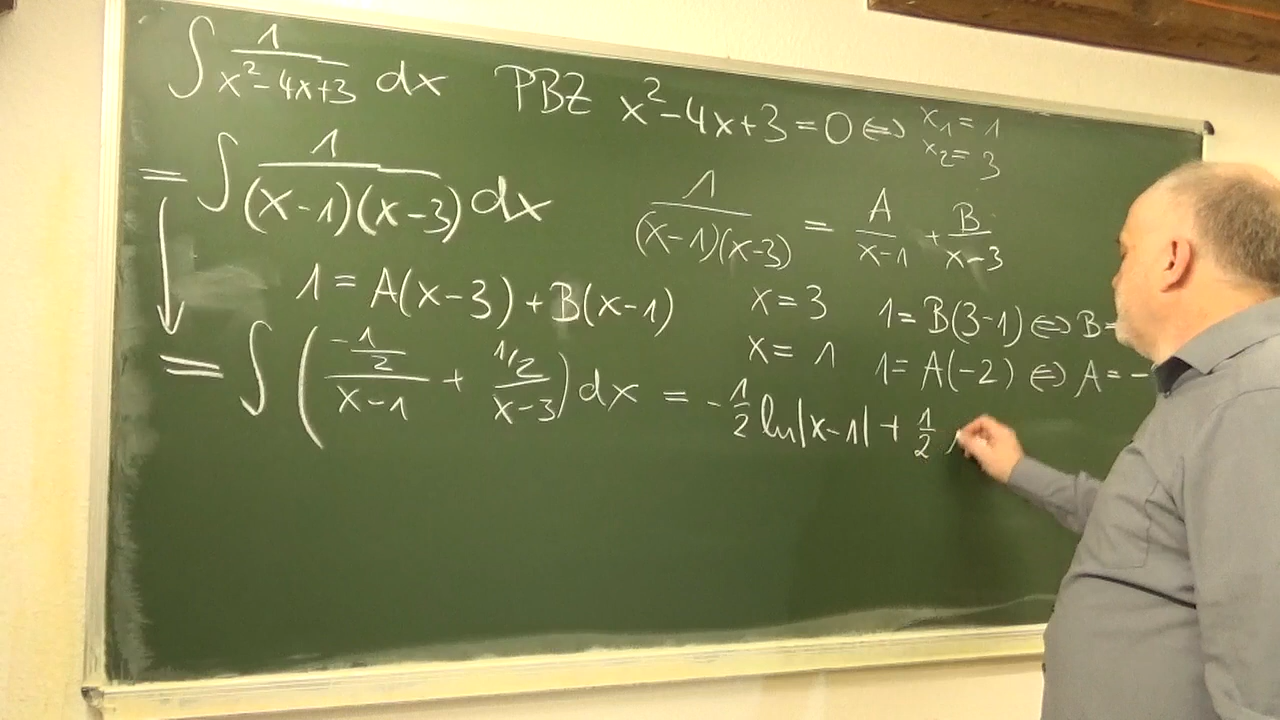 ∫ 1/(x²-4x+3) dx PBZ x²-4x+3=0 ⇔ x₁=1 x₂=3
= ∫ 1/((x-1)(x-3)) dx 1/((x-1)(x-3)) = A/(x-1) + B/(x-3)
1=A(x-3)+B(x-1) x=3 1=B(3-1) ⇔ B=
x=1 1=A(-2) ⇔ A=-
= ∫ ((-1/2)/(x-1) + (1/2)/(x-3)) dx = -1/2 ln|x-1| + 1/2